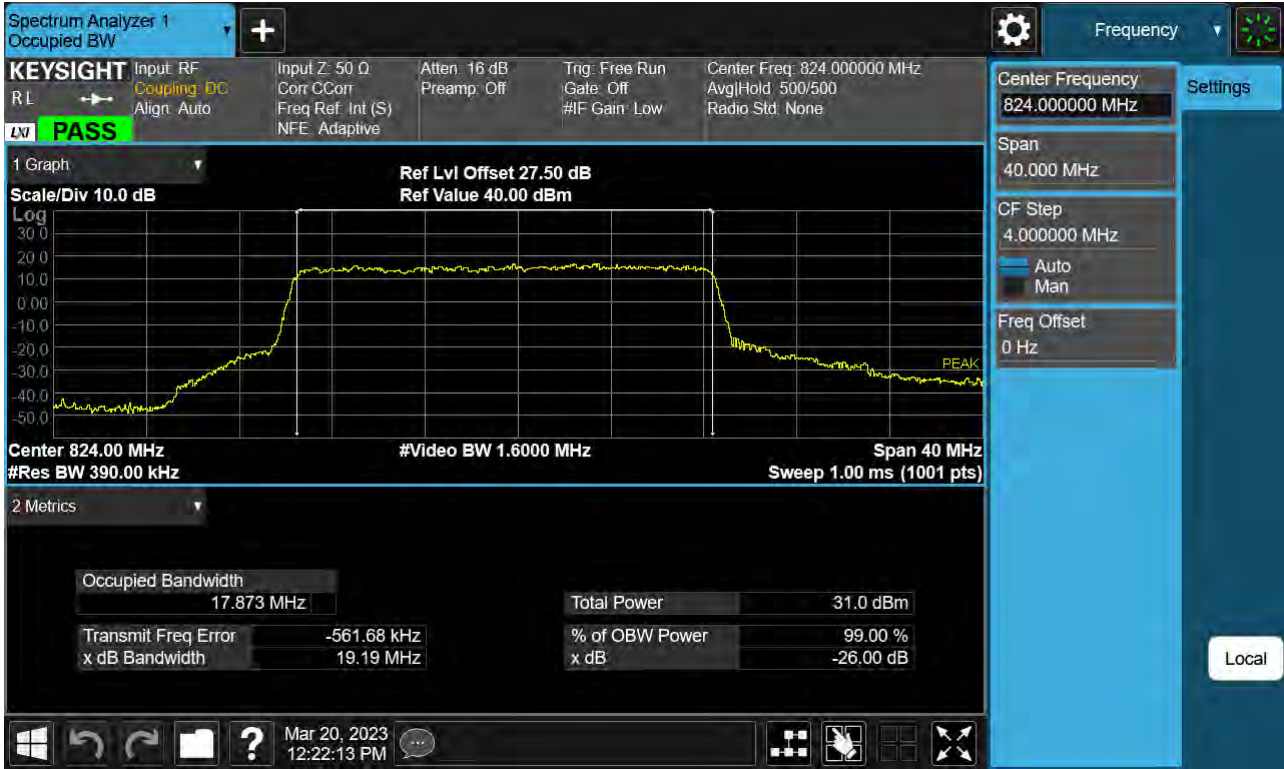 Spectrum Analyzer 1
Occupied BW
Frequency
KEYSIGHT
RL
LXI
PASS
Input: RF
Coupling: DC
Align: Auto
Input Z: 50 Ω
Corr CCorr
Freq Ref: Int (S)
NFE: Adaptive
Atten: 16 dB
Preamp: Off
Trig: Free Run
Gate: Off
#IF Gain: Low
Center Freq: 824.000000 MHz
Avg|Hold: 500/500
Radio Std: None
Center Frequency
824.000000 MHz
Settings
Span
40.000 MHz
CF Step
4.000000 MHz
Auto
Man
Freq Offset
0 Hz
1 Graph
Scale/Div 10.0 dB
Ref Lvl Offset 27.50 dB
Ref Value 40.00 dBm
Log
30.0
20.0
10.0
0.00
-10.0
-20.0
-30.0
-40.0
-50.0
PEAK
Center 824.00 MHz
#Video BW 1.6000 MHz
Span 40 MHz
#Res BW 390.00 kHz
Sweep 1.00 ms (1001 pts)
2 Metrics
Occupied Bandwidth
17.873 MHz
Total Power 31.0 dBm
Transmit Freq Error -561.68 kHz
% of OBW Power 99.00 %
x dB Bandwidth 19.19 MHz
x dB -26.00 dB
Local
?
Mar 20, 2023
12:22:13 PM